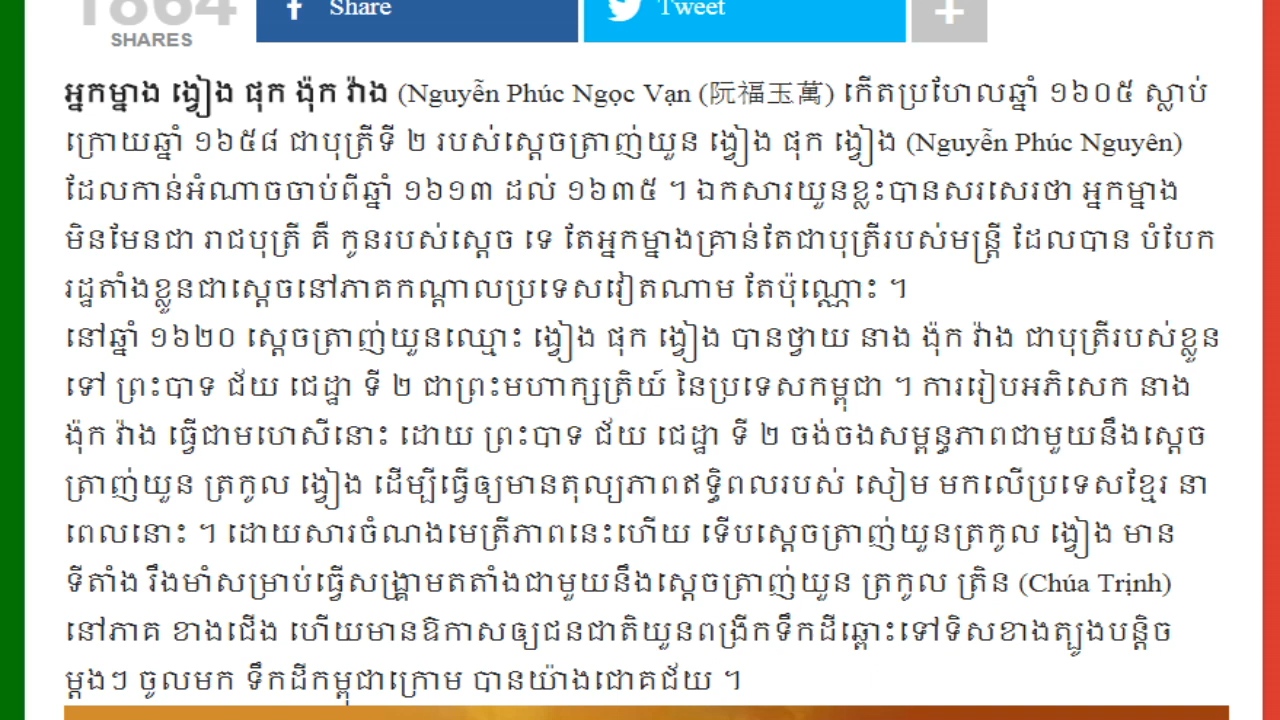 1864
SHARES
Share
Tweet
+
អ្នកម្នាង ង្វៀង ផុក ង៉ុក វ៉ាង (Nguyễn Phúc Ngọc Vạn (阮福玉萬) កើតប្រហែលឆ្នាំ ១៦០៥ ស្លាប់
ក្រោយឆ្នាំ ១៦៥៨ ជាបុត្រីទី ២ របស់ស្ដេចត្រាញ់យួន ង្វៀង ផុក ង្វៀង (Nguyễn Phúc Nguyên)
ដែលកាន់អំណាចចាប់ពីឆ្នាំ ១៦១៣ ដល់ ១៦៣៥ ។ ឯកសារយួនខ្លះបានសរសេរថា អ្នកម្នាង
មិនមែនជា រាជបុត្រី គឺ កូនរបស់ស្ដេច ទេ តែអ្នកម្នាងគ្រាន់តែជាបុត្រីរបស់មន្ត្រី ដែលបាន បំបែក
រដ្ឋតាំងខ្លួនជាស្ដេចនៅភាគកណ្ដាលប្រទេសវៀតណាម តែប៉ុណ្ណោះ ។
នៅឆ្នាំ ១៦២០ ស្ដេចត្រាញ់យួនឈ្មោះ ង្វៀង ផុក ង្វៀង បានថ្វាយ នាង ង៉ុក វ៉ាង ជាបុត្រីរបស់ខ្លួន
ទៅ ព្រះបាទ ជ័យ ជេដ្ឋា ទី ២ ជាព្រះមហាក្សត្រិយ៍ នៃប្រទេសកម្ពុជា ។ ការរៀបអភិសេក នាង
ង៉ុក វ៉ាង ធ្វើជាមហេសីនោះ ដោយ ព្រះបាទ ជ័យ ជេដ្ឋា ទី ២ ចង់ចងសម្ពន្ធភាពជាមួយនឹងស្ដេច
ត្រាញ់យួន ត្រកូល ង្វៀង ដើម្បីធ្វើឲ្យមានតុល្យភាពឥទ្ធិពលរបស់ សៀម មកលើប្រទេសខ្មែរ នា
ពេលនោះ ។ ដោយសារចំណងមេត្រីភាពនេះហើយ ទើបស្ដេចត្រាញ់យួនត្រកូល ង្វៀង មាន
ទីតាំង រឹងមាំសម្រាប់ធ្វើសង្គ្រាមតតាំងជាមួយនឹងស្ដេចត្រាញ់យួន ត្រកូល ត្រិន (Chúa Trịnh)
នៅភាគ ខាងជើង ហើយមានឱកាសឲ្យជនជាតិយួនពង្រីកទឹកដីឆ្ពោះទៅទិសខាងត្បូងបន្តិច
ម្ដងៗ ចូលមក ទឹកដីកម្ពុជាក្រោម បានយ៉ាងជោគជ័យ ។